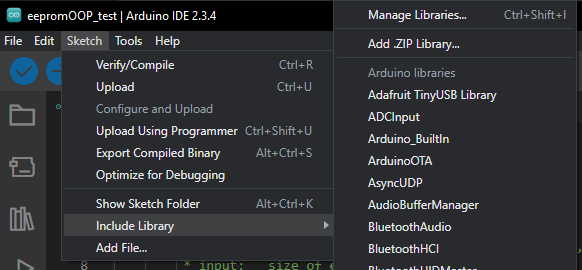 eepromOOP_test | Arduino IDE 2.3.4
File Edit Sketch Tools Help
Verify/Compile Ctrl+R
Upload Ctrl+U
Configure and Upload
Upload Using Programmer Ctrl+Shift+U
Export Compiled Binary Alt+Ctrl+S
Optimize for Debugging
Show Sketch Folder Alt+Ctrl+K
Include Library
Add File...
Manage Libraries... Ctrl+Shift+I
Add .ZIP Library...
Arduino libraries
Adafruit TinyUSB Library
ADCInput
Arduino_BuiltIn
ArduinoOTA
AsyncUDP
AudioBufferManager
BluetoothAudio
BluetoothHCI
BluetoothHIDMaster
8 * input: size of